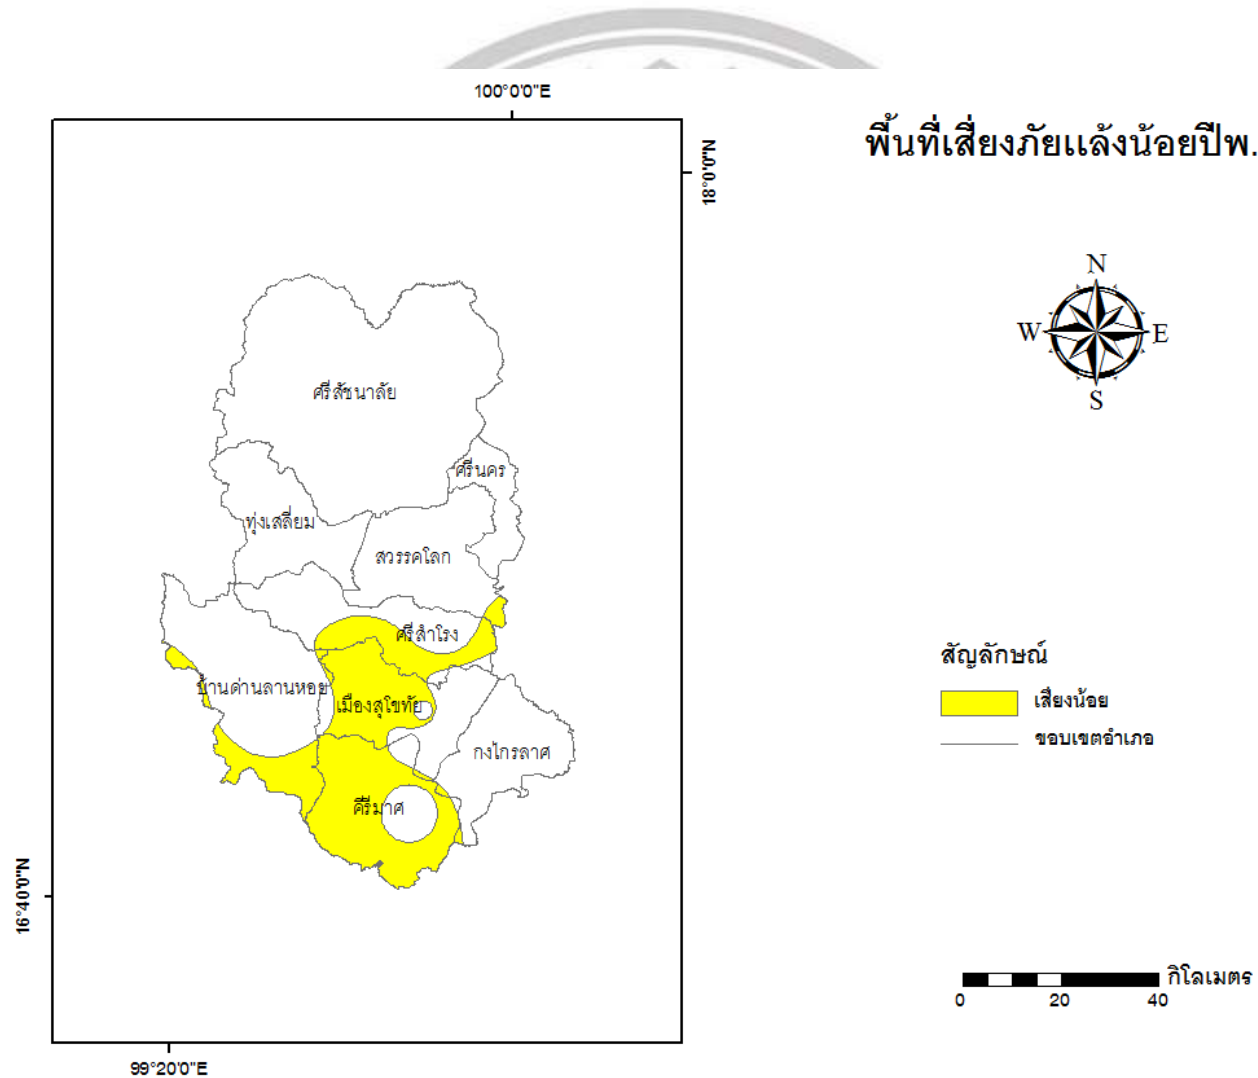 100°0'0"E
พื้นที่เสี่ยงภัยแล้งน้อยปีพ.
18°0'0"N
N
W E
S
ศรีสัชนาลัย
ศรีนคร
ทุ่งเสลี่ยม
สวรรคโลก
ศรีสำโรง
บ้านด่านลานหอย
เมืองสุโขทัย
กงไกรลาศ
คีรีมาศ
สัญลักษณ์
เสี่ยงน้อย
ขอบเขตอำเภอ
16°40'0"N
กิโลเมตร
0 20 40
99°20'0"E